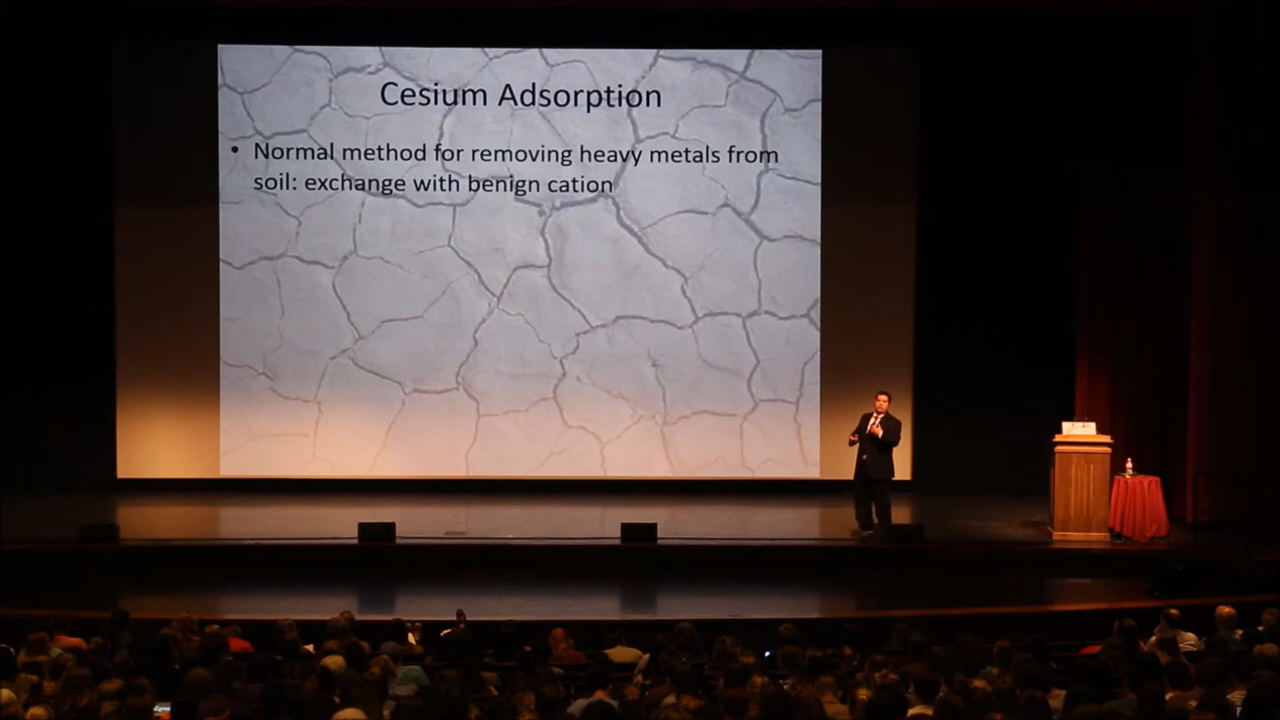 Cesium Adsorption
• Normal method for removing heavy metals from
soil: exchange with benign cation